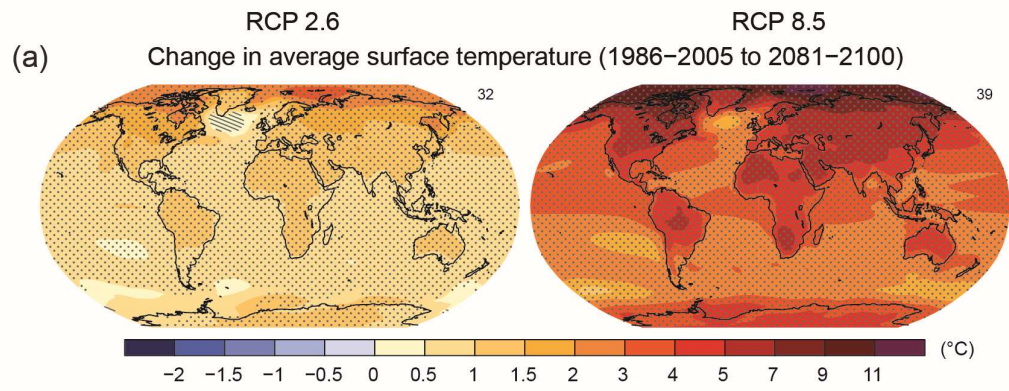 RCP 2.6 RCP 8.5
(a) Change in average surface temperature (1986−2005 to 2081−2100)
32 39
−2 −1.5 −1 −0.5 0 0.5 1 1.5 2 3 4 5 7 9 11 (°C)